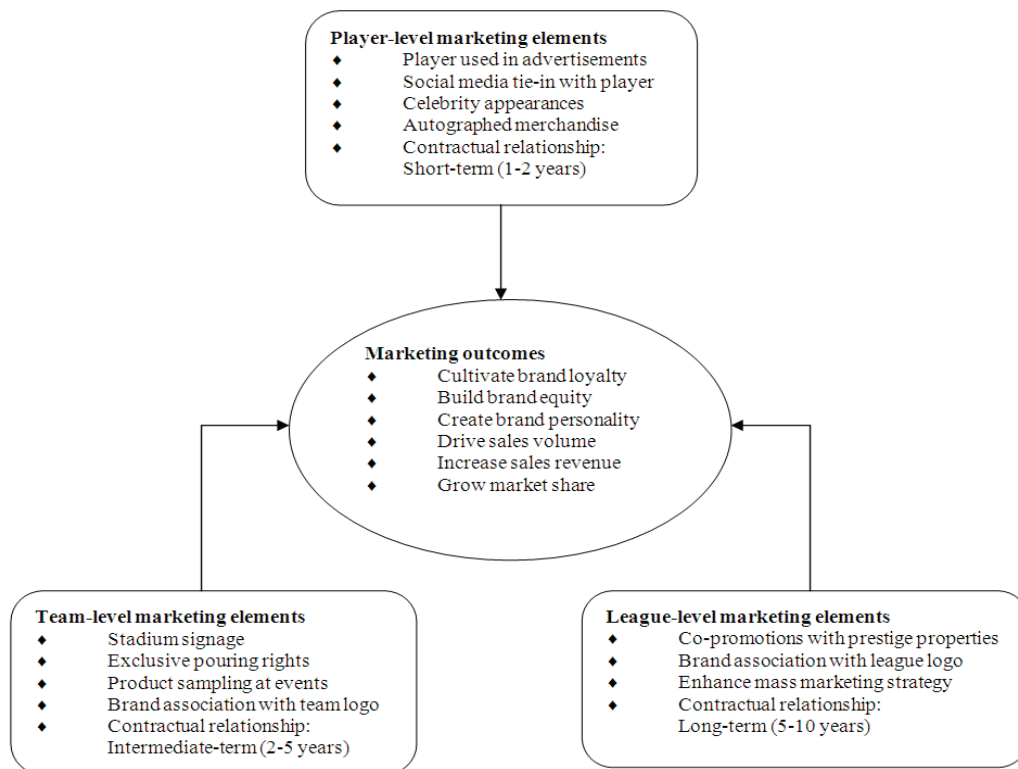 Player-level marketing elements
♦ Player used in advertisements
♦ Social media tie-in with player
♦ Celebrity appearances
♦ Autographed merchandise
♦ Contractual relationship:
Short-term (1-2 years)
Marketing outcomes
♦ Cultivate brand loyalty
♦ Build brand equity
♦ Create brand personality
♦ Drive sales volume
♦ Increase sales revenue
♦ Grow market share
Team-level marketing elements
♦ Stadium signage
♦ Exclusive pouring rights
♦ Product sampling at events
♦ Brand association with team logo
♦ Contractual relationship:
Intermediate-term (2-5 years)
League-level marketing elements
♦ Co-promotions with prestige properties
♦ Brand association with league logo
♦ Enhance mass marketing strategy
♦ Contractual relationship:
Long-term (5-10 years)